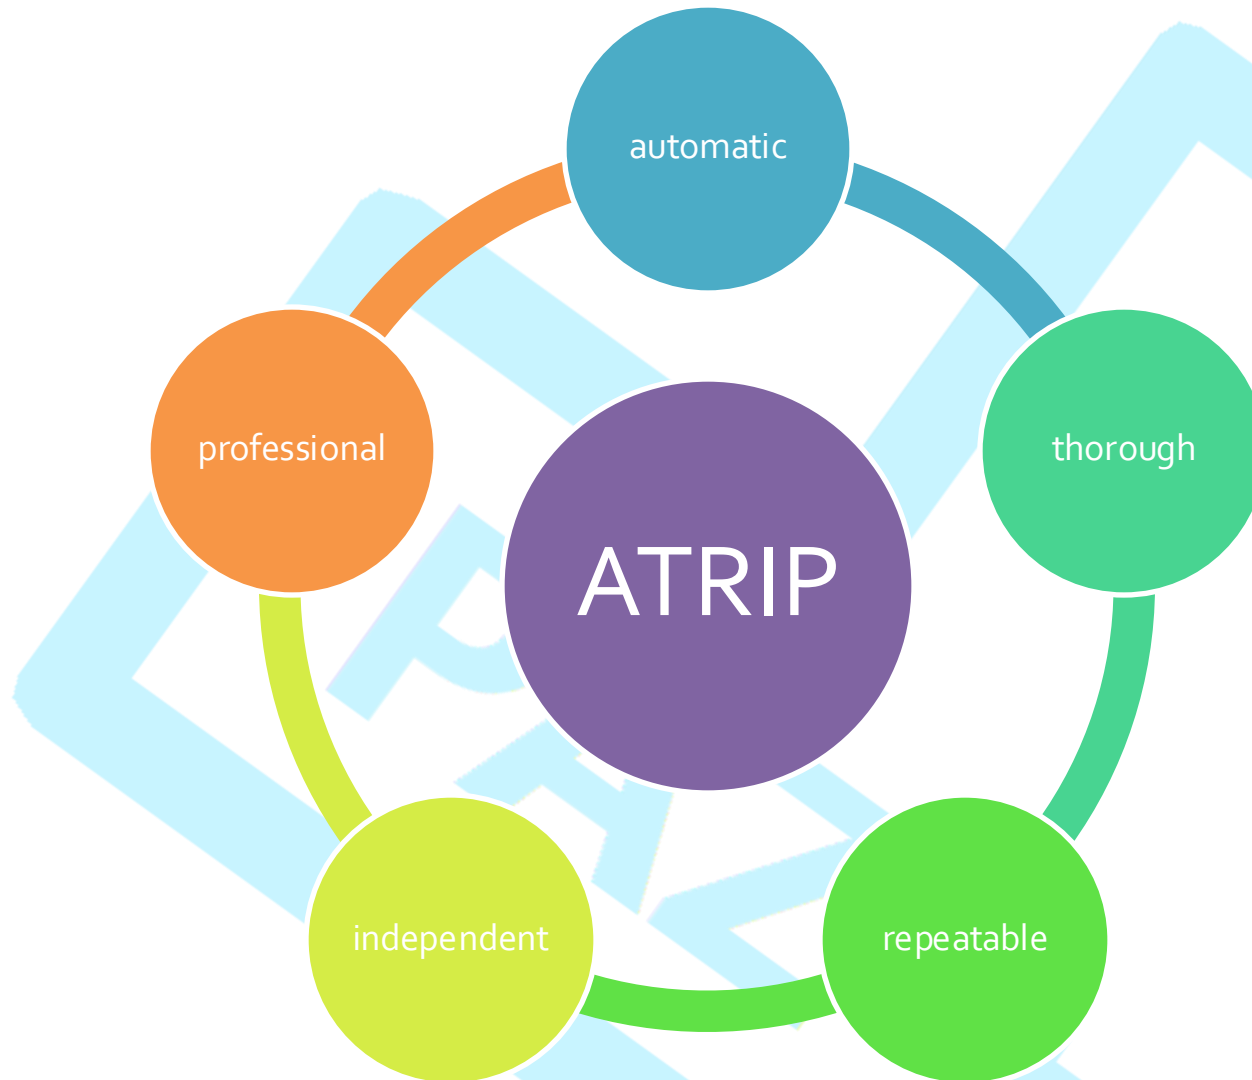 automatic
thorough
repeatable
independent
professional
ATRIP